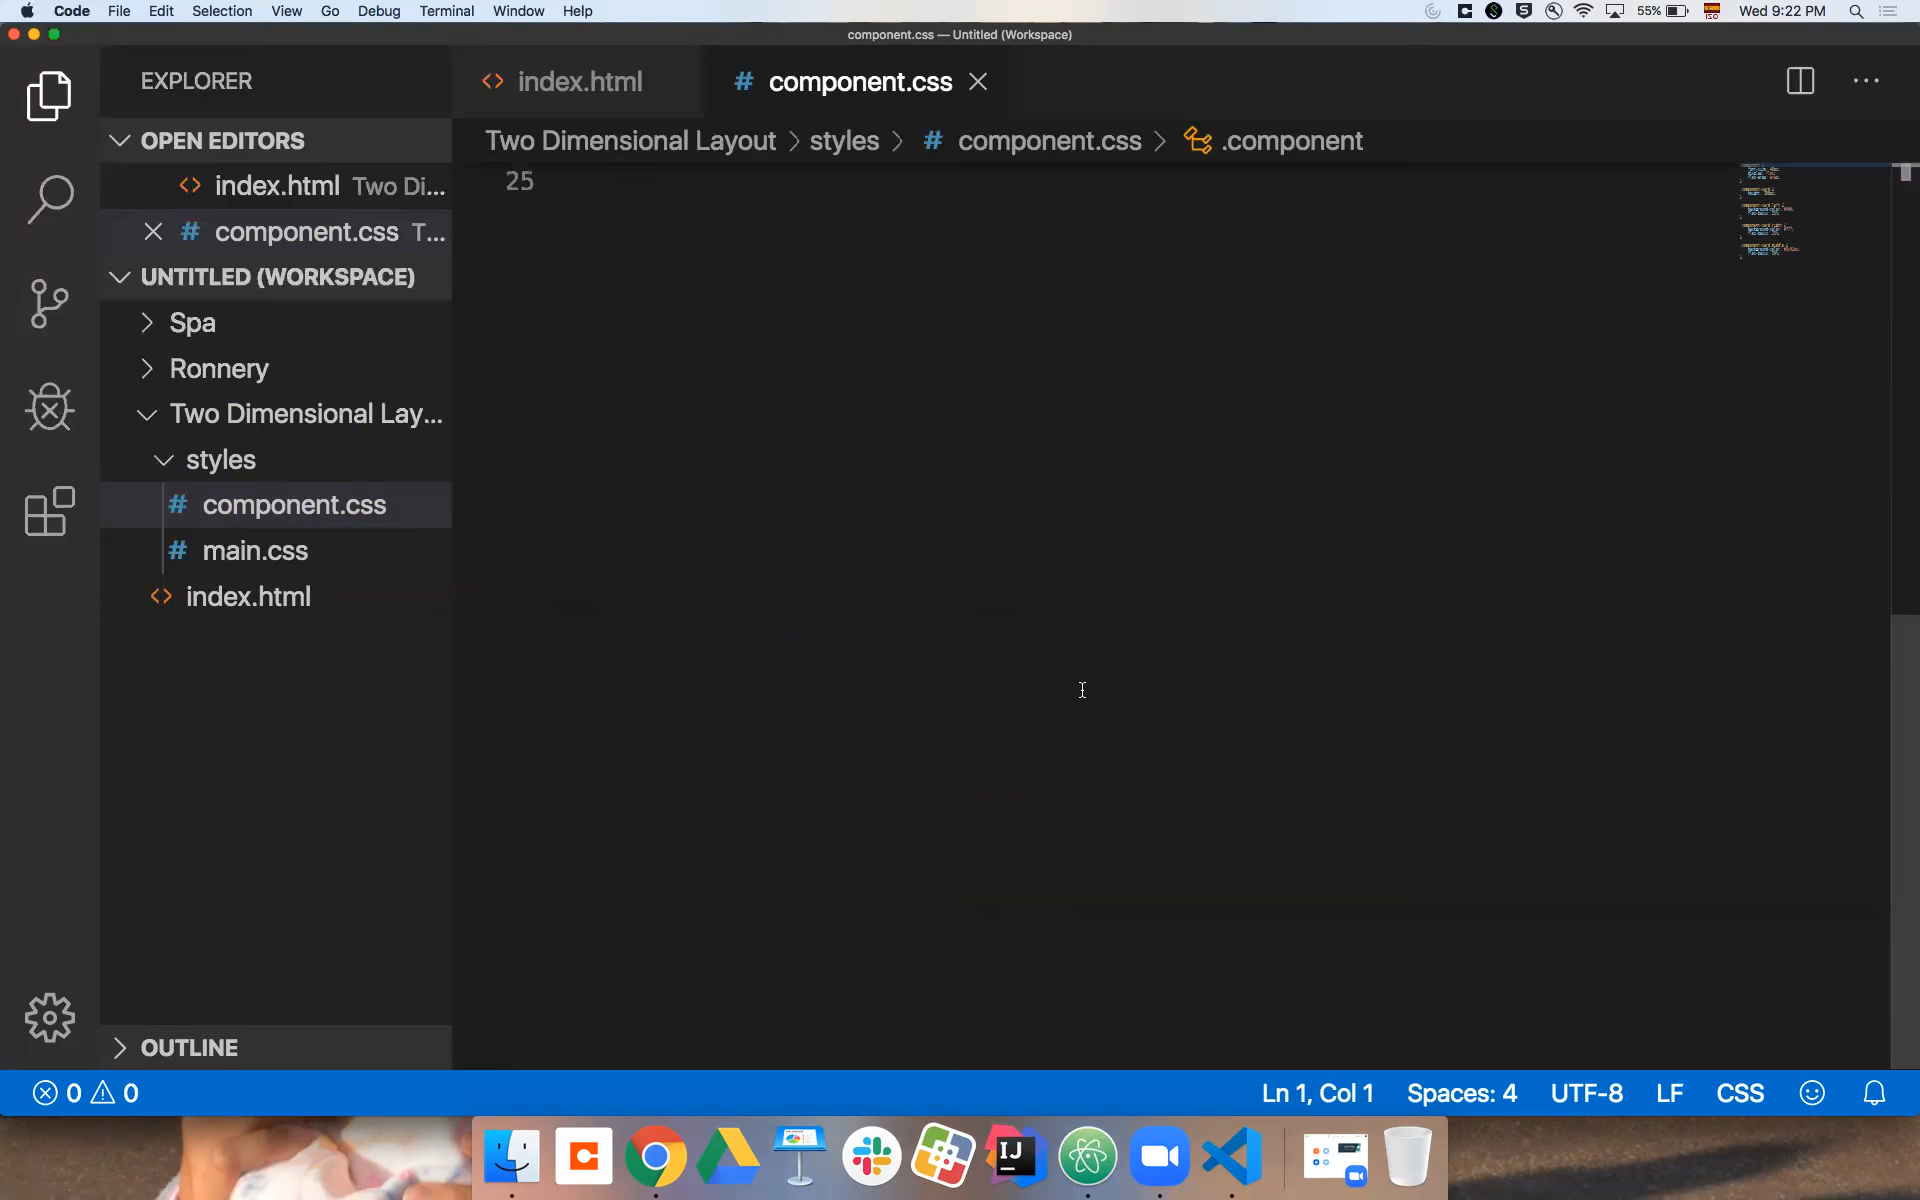 Code File Edit Selection View Go Debug Terminal Window Help 55% ISO Wed 9:22 PM
component.css — Untitled (Workspace)
EXPLORER
index.html
# component.css
OPEN EDITORS
Two Dimensional Layout > styles > # component.css > .component
index.html Two Di...
# component.css T...
UNTITLED (WORKSPACE)
Spa
Ronnery
Two Dimensional Lay...
styles
# component.css
# main.css
index.html
25
OUTLINE
0 0
Ln 1, Col 1 Spaces: 4 UTF-8 LF CSS
IJ